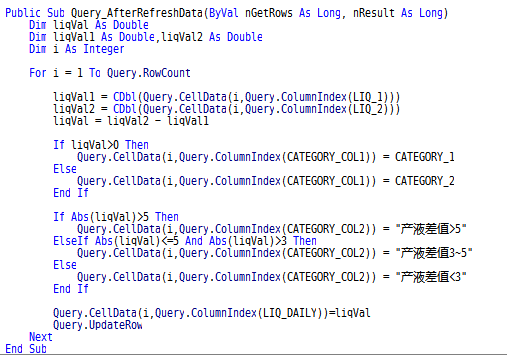 Public Sub Query_AfterRefreshData(ByVal nGetRows As Long, nResult As Long)
Dim liqVal As Double
Dim liqVal1 As Double,liqVal2 As Double
Dim i As Integer
For i = 1 To Query.RowCount
liqVal1 = CDbl(Query.CellData(i,Query.ColumnIndex(LIQ_1)))
liqVal2 = CDbl(Query.CellData(i,Query.ColumnIndex(LIQ_2)))
liqVal = liqVal2 - liqVal1
If liqVal>0 Then
Query.CellData(i,Query.ColumnIndex(CATEGORY_COL1)) = CATEGORY_1
Else
Query.CellData(i,Query.ColumnIndex(CATEGORY_COL1)) = CATEGORY_2
End If
If Abs(liqVal)>5 Then
Query.CellData(i,Query.ColumnIndex(CATEGORY_COL2)) = "产液差值>5"
ElseIf Abs(liqVal)<=5 And Abs(liqVal)>3 Then
Query.CellData(i,Query.ColumnIndex(CATEGORY_COL2)) = "产液差值3~5"
Else
Query.CellData(i,Query.ColumnIndex(CATEGORY_COL2)) = "产液差值<3"
End If
Query.CellData(i,Query.ColumnIndex(LIQ_DAILY))=liqVal
Query.UpdateRow
Next
End Sub